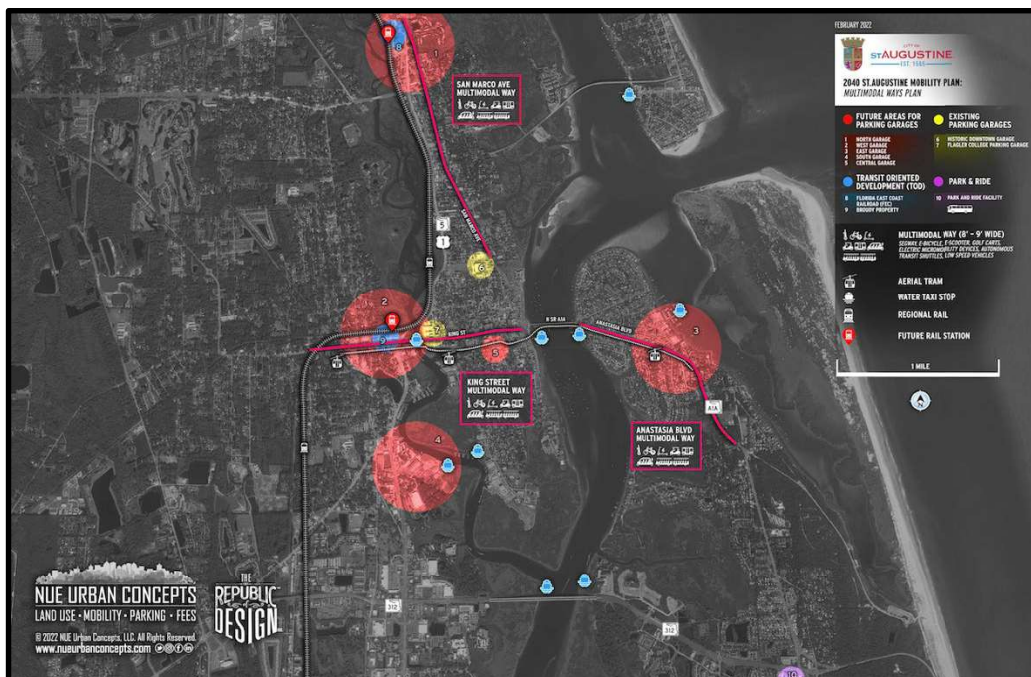 FEBRUARY 2022
CITY OF
ST AUGUSTINE
EST. 1565
2040 ST.AUGUSTINE MOBILITY PLAN:
MULTIMODAL WAYS PLAN
FUTURE AREAS FOR
PARKING GARAGES
1 NORTH GARAGE
2 WEST GARAGE
3 EAST GARAGE
4 SOUTH GARAGE
5 CENTRAL GARAGE
EXISTING
PARKING GARAGES
6 HISTORIC DOWNTOWN GARAGE
7 FLAGLER COLLEGE PARKING GARAGE
TRANSIT ORIENTED
DEVELOPMENT (TOD)
8 FLORIDA EAST COAST
RAILROAD (FEC)
9 BROUDY PROPERTY
PARK & RIDE
10 PARK AND RIDE FACILITY
MULTIMODAL WAY (8' - 9' WIDE)
SEGWAY, E-BICYCLE, E-SCOOTER, GOLF CARTS,
ELECTRIC MICROMOBILITY DEVICES, AUTONOMOUS
TRANSIT SHUTTLES, LOW SPEED VEHICLES
AERIAL TRAM
WATER TAXI STOP
REGIONAL RAIL
FUTURE RAIL STATION
1 MILE
N
8
1
SAN MARCO AVE
MULTIMODAL WAY
SAN MARCO AVE
5
1
6
2
9
7
KING ST
N SR A1A
ANASTASIA BLVD
3
5
KING STREET
MULTIMODAL WAY
A1A
ANASTASIA BLVD
MULTIMODAL WAY
4
312
312
10
NUE URBAN CONCEPTS
LAND USE • MOBILITY • PARKING • FEES
© 2022 NUE Urban Concepts, LLC. All Rights Reserved.
www.nueurbanconcepts.com
THE
REPUBLIC
of
DESIGN